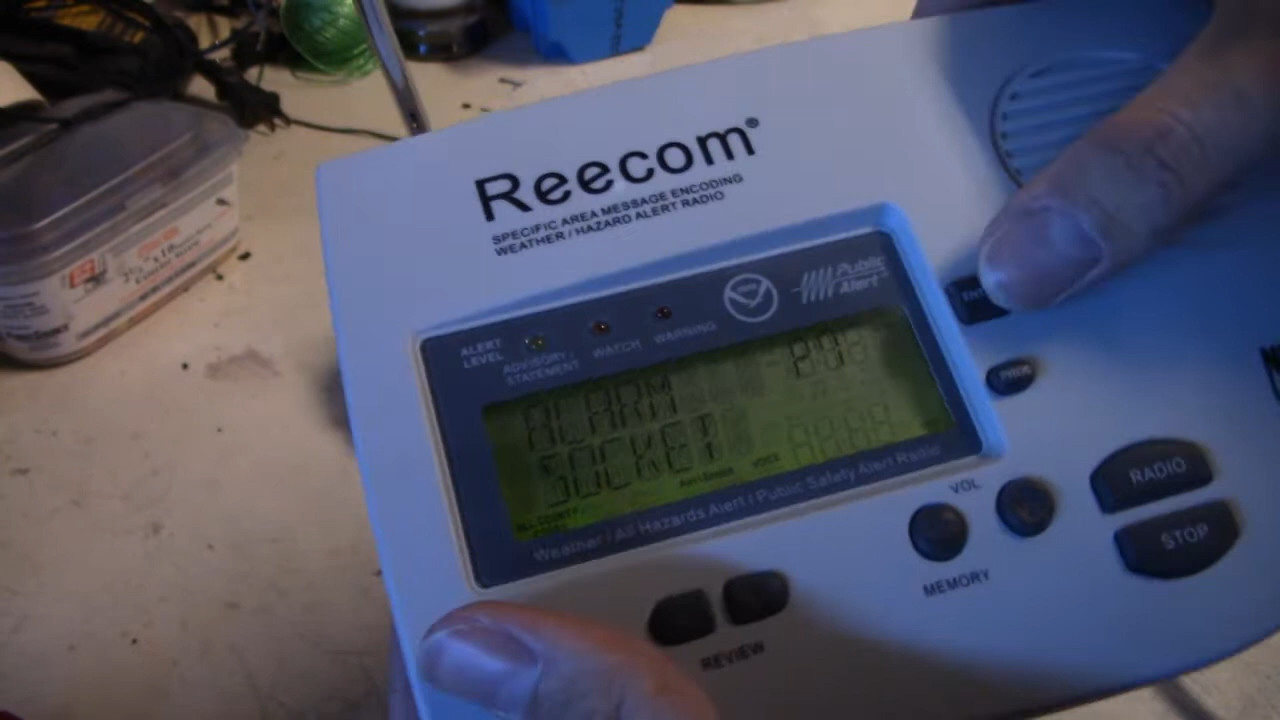 Reecom®
SPECIFIC AREA MESSAGE ENCODING
WEATHER / HAZARD ALERT RADIO
Public
Alert
ALERT
LEVEL
ADVISORY /
STATEMENT
WATCH
WARNING
ALARM
SOCKET
VOICE
Weather / All Hazards Alert / Public Safety Alert Radio
VOL
MEMORY
RADIO
STOP
REVIEW